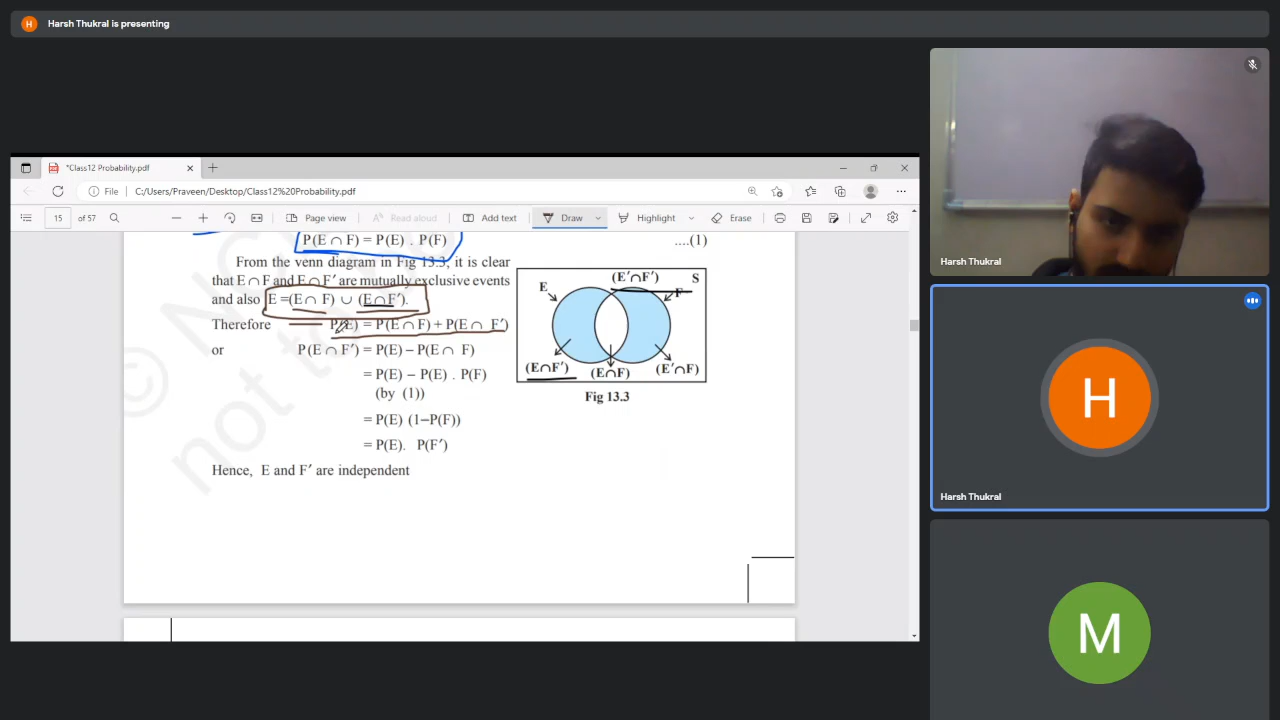 H Harsh Thukral is presenting
*Class12 Probability.pdf
File C:/Users/Praveen/Desktop/Class12%20Probability.pdf
15 of 57 Page view Read aloud Add text Draw Highlight Erase
P(E ∩ F) = P(E) . P(F) ....(1)
From the venn diagram in Fig 13.3, it is clear
that E ∩ F and E ∩ F′ are mutually exclusive events
and also E =(E ∩ F) ∪ (E ∩ F′).
Therefore P(E) = P(E ∩ F) + P(E ∩ F′)
or P(E ∩ F′) = P(E) − P(E ∩ F)
= P(E) − P(E) . P(F)
(by (1))
= P(E) (1−P(F))
= P(E). P(F′)
Hence, E and F′ are independent
(E′∩F′) S
E F
(E∩F′) (E∩F) (E′∩F)
Fig 13.3
©
not to
Harsh Thukral
H
Harsh Thukral
M